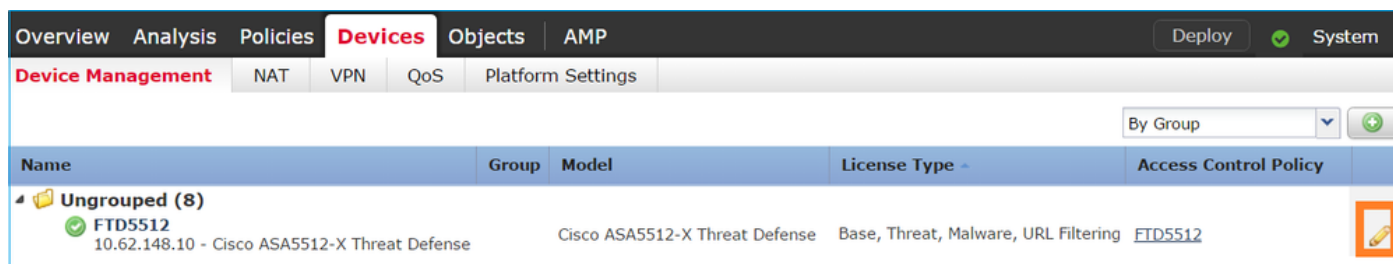 Overview Analysis Policies Devices Objects AMP Deploy System
Device Management NAT VPN QoS Platform Settings
By Group
Name Group Model License Type Access Control Policy
Ungrouped (8)
FTD5512
10.62.148.10 - Cisco ASA5512-X Threat Defense Cisco ASA5512-X Threat Defense Base, Threat, Malware, URL Filtering FTD5512